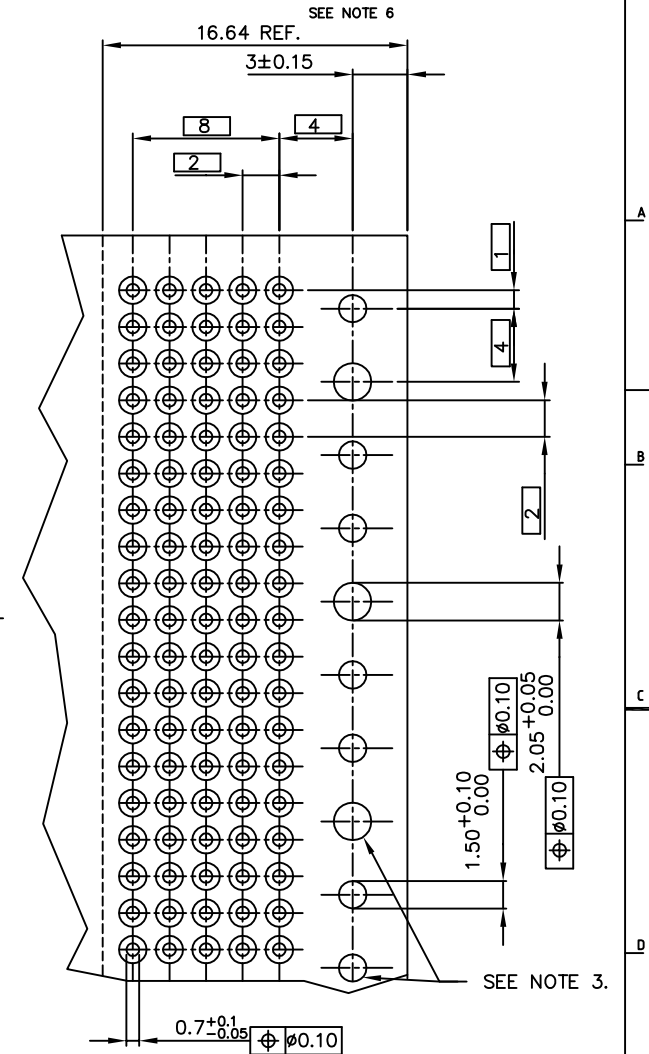 SEE NOTE 6
16.64 REF.
3±0.15
8
4
2
A
1
4
B
2
C
⌖ ⌀0.10
2.05 +0.05 0.00
1.50 +0.10 0.00
⌖ ⌀0.10
D
SEE NOTE 3.
0.7 +0.1 -0.05 ⌖ ⌀0.10